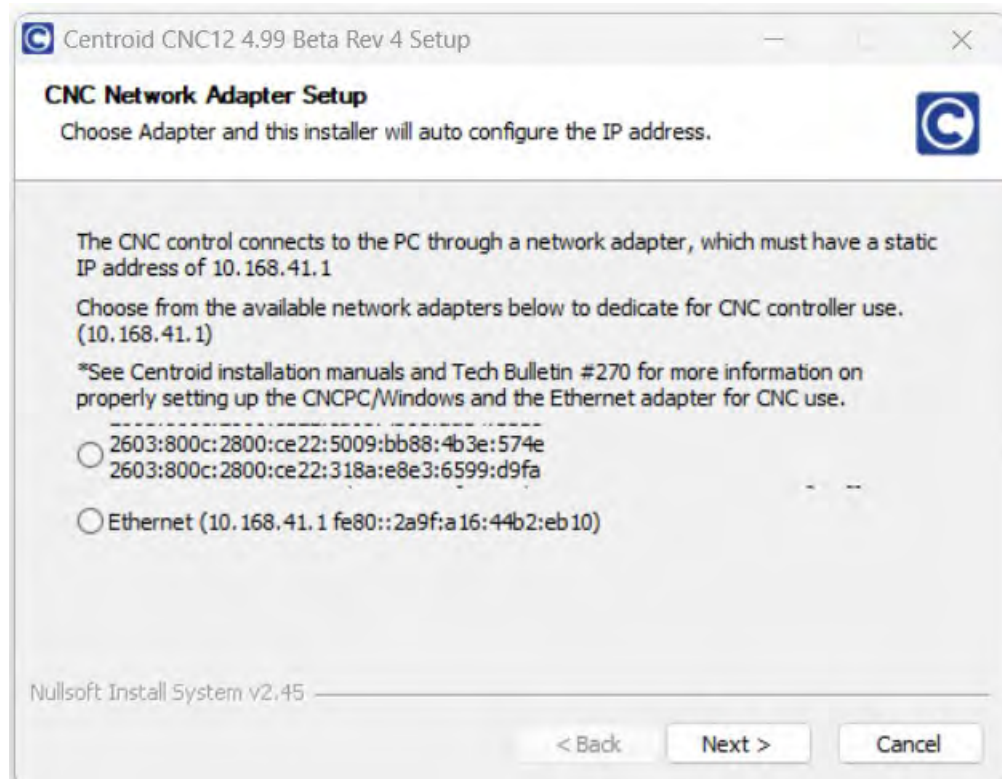 Centroid CNC12 4.99 Beta Rev 4 Setup
CNC Network Adapter Setup
Choose Adapter and this installer will auto configure the IP address.
The CNC control connects to the PC through a network adapter, which must have a static
IP address of 10.168.41.1
Choose from the available network adapters below to dedicate for CNC controller use.
(10.168.41.1)
*See Centroid installation manuals and Tech Bulletin #270 for more information on
properly setting up the CNCPC/Windows and the Ethernet adapter for CNC use.
2603:800c:2800:ce22:5009:bb88:4b3e:574e
2603:800c:2800:ce22:318a:e8e3:6599:d9fa
Ethernet (10.168.41.1 fe80::2a9f:a16:44b2:eb10)
Nullsoft Install System v2.45
< Back Next > Cancel